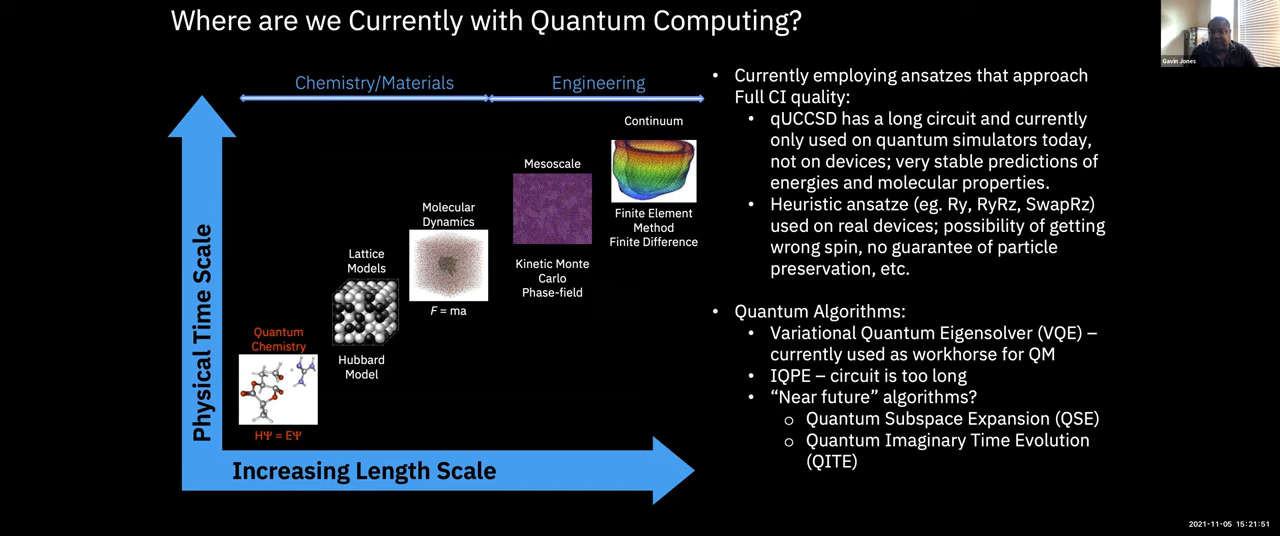 Where are we Currently with Quantum Computing?
Gavin Jones
Chemistry/Materials
Engineering
Physical Time Scale
Continuum
Finite Element
Method
Finite Difference
Mesoscale
Kinetic Monte
Carlo
Phase-field
Molecular
Dynamics
F = ma
Lattice
Models
Hubbard
Model
Quantum
Chemistry
HΨ = EΨ
Increasing Length Scale
• Currently employing ansatzes that approach
Full CI quality:
• qUCCSD has a long circuit and currently
only used on quantum simulators today,
not on devices; very stable predictions of
energies and molecular properties.
• Heuristic ansatze (eg. Ry, RyRz, SwapRz)
used on real devices; possibility of getting
wrong spin, no guarantee of particle
preservation, etc.
• Quantum Algorithms:
• Variational Quantum Eigensolver (VQE) –
currently used as workhorse for QM
• IQPE – circuit is too long
• “Near future” algorithms?
o Quantum Subspace Expansion (QSE)
o Quantum Imaginary Time Evolution
(QITE)
2021-11-05 15:21:51